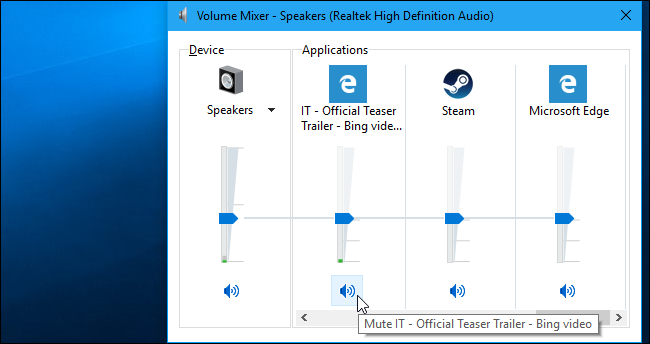 Volume Mixer - Speakers (Realtek High Definition Audio)
Device
Applications
Speakers
IT - Official Teaser
Trailer - Bing vide...
Steam
Microsoft Edge
Mute IT - Official Teaser Trailer - Bing video